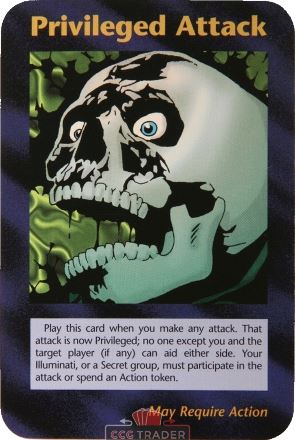 Privileged Attack
Play this card when you make any attack. That
attack is now Privileged; no one except you and the
target player (if any) can aid either side. Your
Illuminati, or a Secret group, must participate in the
attack or spend an Action token.
May Require Action
CCG TRADER